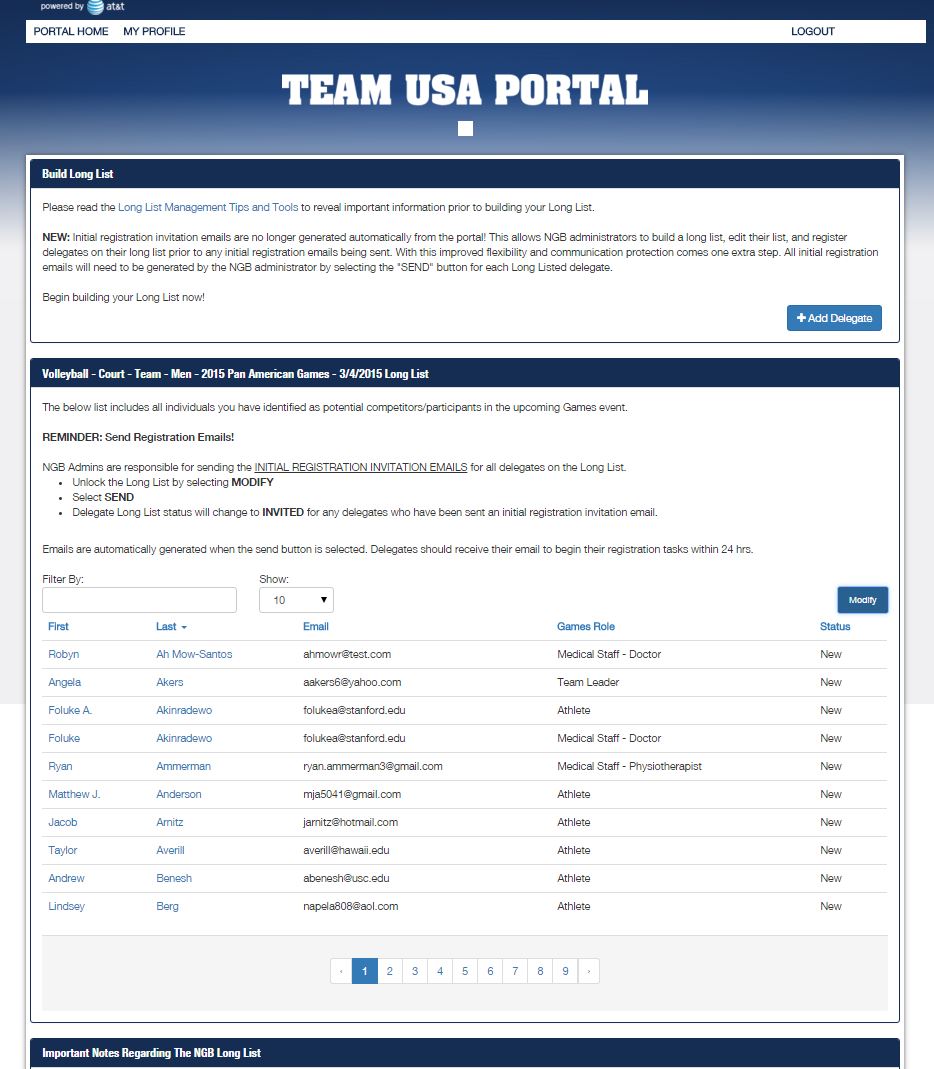 powered by at&t
PORTAL HOME MY PROFILE LOGOUT
TEAM USA PORTAL
Build Long List
Please read the Long List Management Tips and Tools to reveal important information prior to building your Long List.
NEW: Initial registration invitation emails are no longer generated automatically from the portal! This allows NGB administrators to build a long list, edit their list, and register
delegates on their long list prior to any initial registration emails being sent. With this improved flexibility and communication protection comes one extra step. All initial registration
emails will need to be generated by the NGB administrator by selecting the "SEND" button for each Long Listed delegate.
Begin building your Long List now!
+ Add Delegate
Volleyball - Court - Team - Men - 2015 Pan American Games - 3/4/2015 Long List
The below list includes all individuals you have identified as potential competitors/participants in the upcoming Games event.
REMINDER: Send Registration Emails!
NGB Admins are responsible for sending the INITIAL REGISTRATION INVITATION EMAILS for all delegates on the Long List.
• Unlock the Long List by selecting MODIFY
• Select SEND
• Delegate Long List status will change to INVITED for any delegates who have been sent an initial registration invitation email.
Emails are automatically generated when the send button is selected. Delegates should receive their email to begin their registration tasks within 24 hrs.
Filter By: Show:
10 Modify
First Last Email Games Role Status
Robyn Ah Mow-Santos ahmowr@test.com Medical Staff - Doctor New
Angela Akers aakers6@yahoo.com Team Leader New
Foluke A. Akinradewo folukea@stanford.edu Athlete New
Foluke Akinradewo folukea@stanford.edu Medical Staff - Doctor New
Ryan Ammerman ryan.ammerman3@gmail.com Medical Staff - Physiotherapist New
Matthew J. Anderson mja5041@gmail.com Athlete New
Jacob Arnitz jarnitz@hotmail.com Athlete New
Taylor Averill averill@hawaii.edu Athlete New
Andrew Benesh abenesh@usc.edu Athlete New
Lindsey Berg napela808@aol.com Athlete New
‹ 1 2 3 4 5 6 7 8 9 ›
Important Notes Regarding The NGB Long List